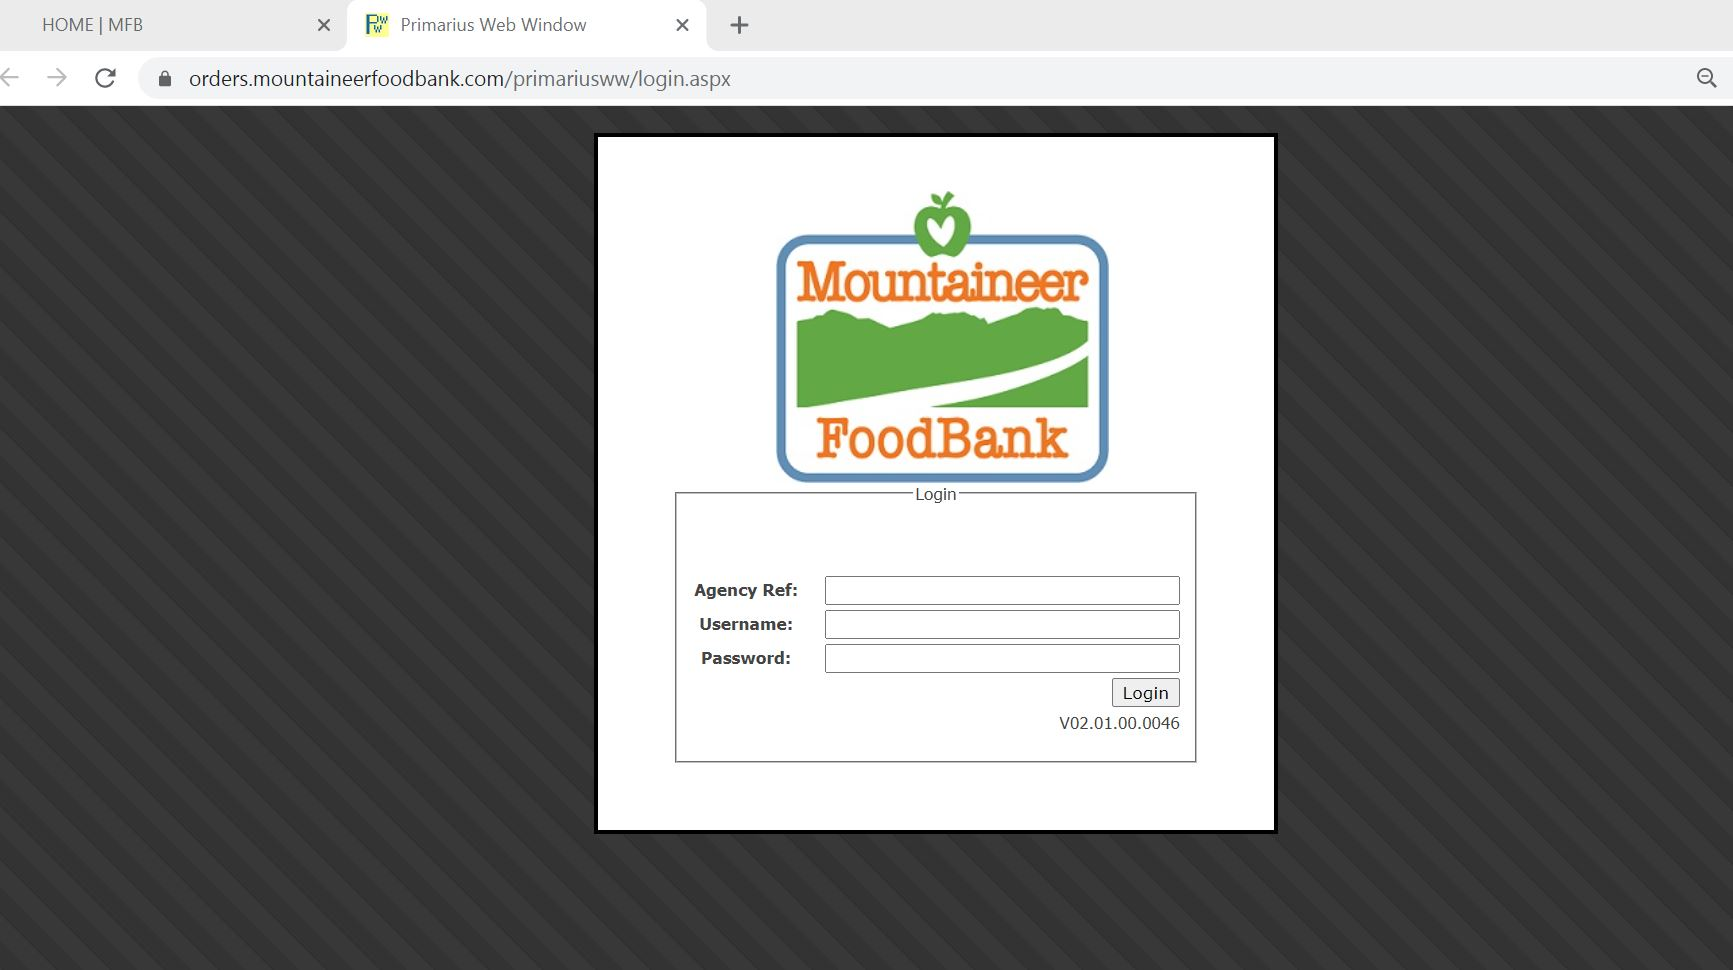 HOME | MFB
Primarius Web Window
orders.mountaineerfoodbank.com/primariusww/login.aspx
Mountaineer
FoodBank
Login
Agency Ref:
Username:
Password:
Login
V02.01.00.0046